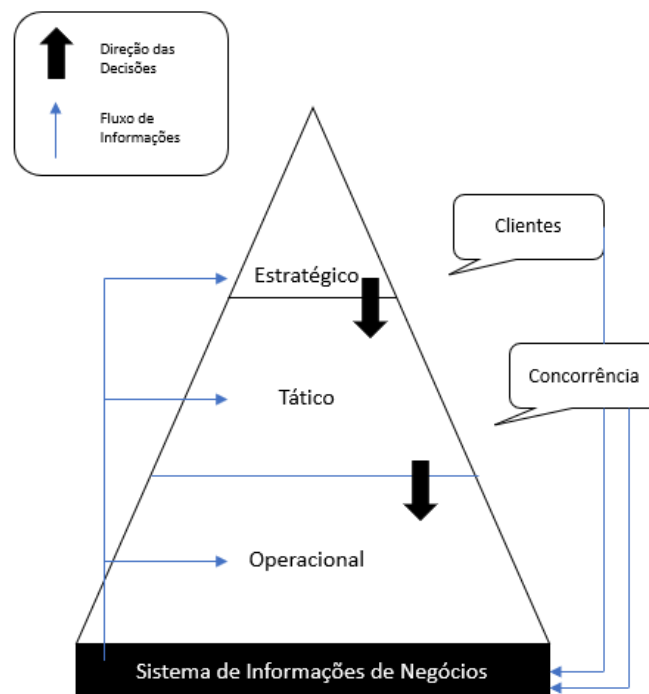 Direção das
Decisões
Fluxo de
Informações
Clientes
Estratégico
Concorrência
Tático
Operacional
Sistema de Informações de Negócios